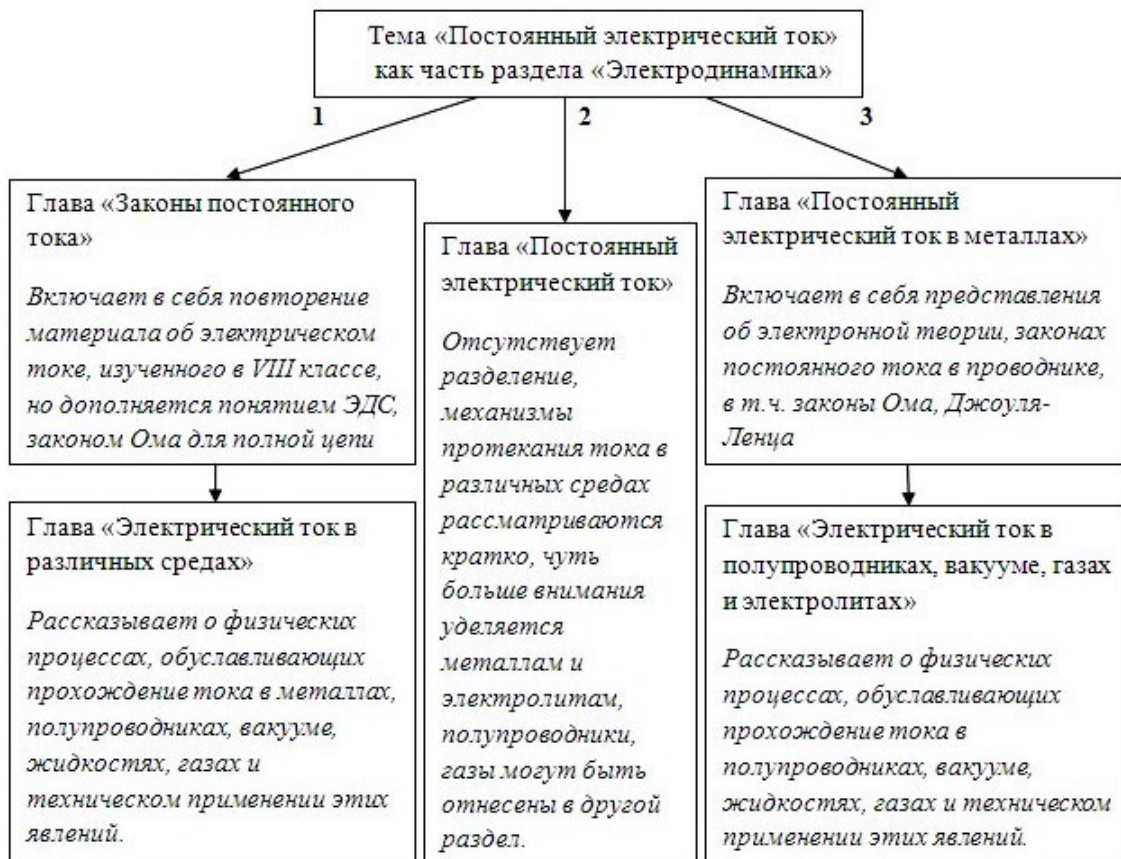 Тема «Постоянный электрический ток»
как часть раздела «Электродинамика»
1
2
3
Глава «Законы постоянного
тока»
Включает в себя повторение
материала об электрическом
токе, изученного в VIII классе,
но дополняется понятием ЭДС,
законом Ома для полной цепи
Глава «Электрический ток в
различных средах»
Рассказывает о физических
процессах, обуславливающих
прохождение тока в металлах,
полупроводниках, вакууме,
жидкостях, газах и
техническом применении этих
явлений.
Глава «Постоянный
электрический ток»
Отсутствует
разделение,
механизмы
протекания тока в
различных средах
рассматриваются
кратко, чуть
больше внимания
уделяется
металлам и
электролитам,
полупроводники,
газы могут быть
отнесены в другой
раздел.
Глава «Постоянный
электрический ток в металлах»
Включает в себя представления
об электронной теории, законах
постоянного тока в проводнике,
в т.ч. законы Ома, Джоуля-
Ленца
Глава «Электрический ток в
полупроводниках, вакууме, газах
и электролитах»
Рассказывает о физических
процессах, обуславливающих
прохождение тока в
полупроводниках, вакууме,
жидкостях, газах и техническом
применении этих явлений.